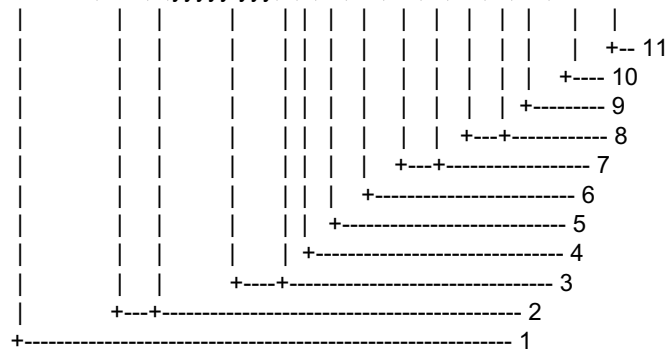 | | | | | | | | | | | | | | | |
| | | | | | | | | | | | | | | +-- 11
| | | | | | | | | | | | | | +---- 10
| | | | | | | | | | | | | +--------- 9
| | | | | | | | | | | +---+------------ 8
| | | | | | | | | +---+------------------ 7
| | | | | | | | +------------------------- 6
| | | | | | | +----------------------------- 5
| | | | | | +-------------------------------- 4
| | | | +----+--------------------------------- 3
| | +---+--------------------------------------------- 2
+------------------------------------------------------------- 1